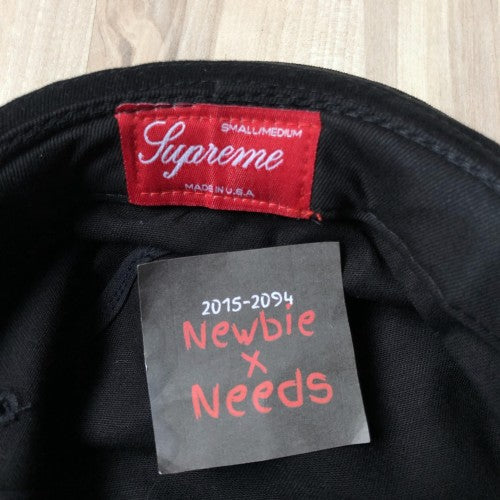 SMALL/MEDIUM
Supreme
MADE IN U.S.A
2015-2094
Newbie
x
Needs